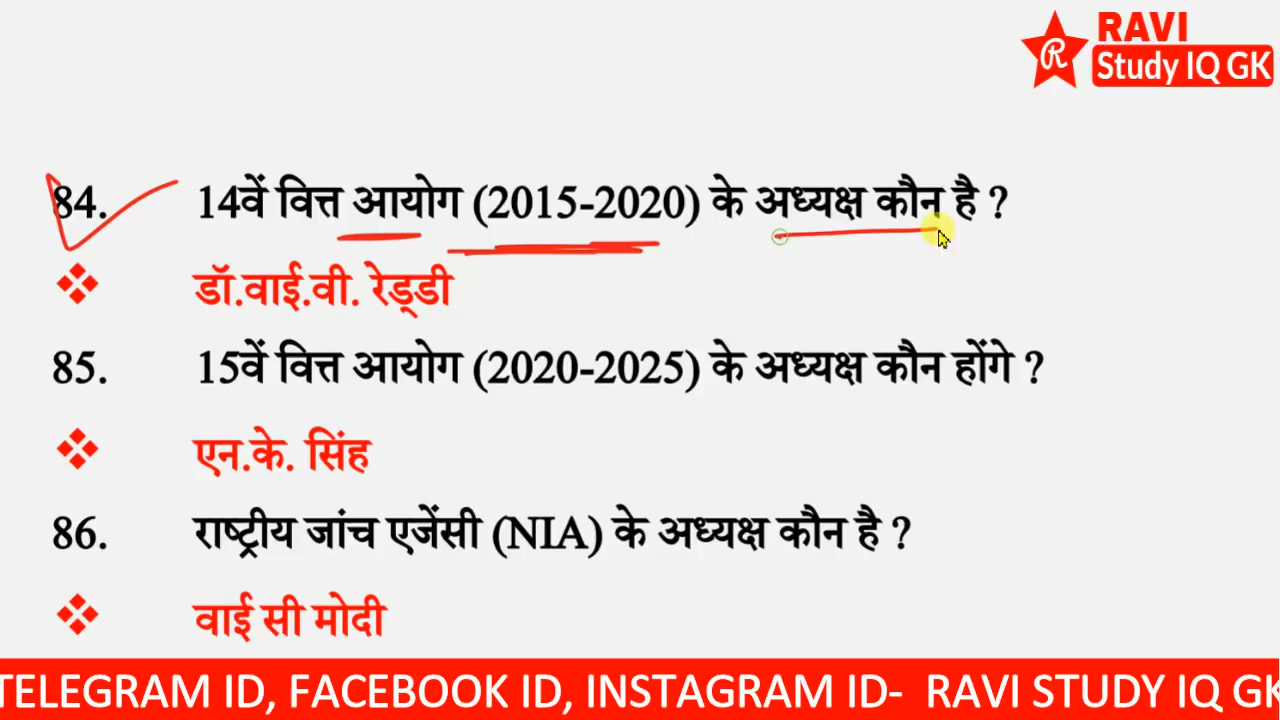 RAVI
Study IQ GK
84. 14वें वित्त आयोग (2015-2020) के अध्यक्ष कौन है ?
❖ डॉ.वाई.वी. रेड्डी
85. 15वें वित्त आयोग (2020-2025) के अध्यक्ष कौन होंगे ?
❖ एन.के. सिंह
86. राष्ट्रीय जांच एजेंसी (NIA) के अध्यक्ष कौन है ?
❖ वाई सी मोदी
TELEGRAM ID, FACEBOOK ID, INSTAGRAM ID- RAVI STUDY IQ GK